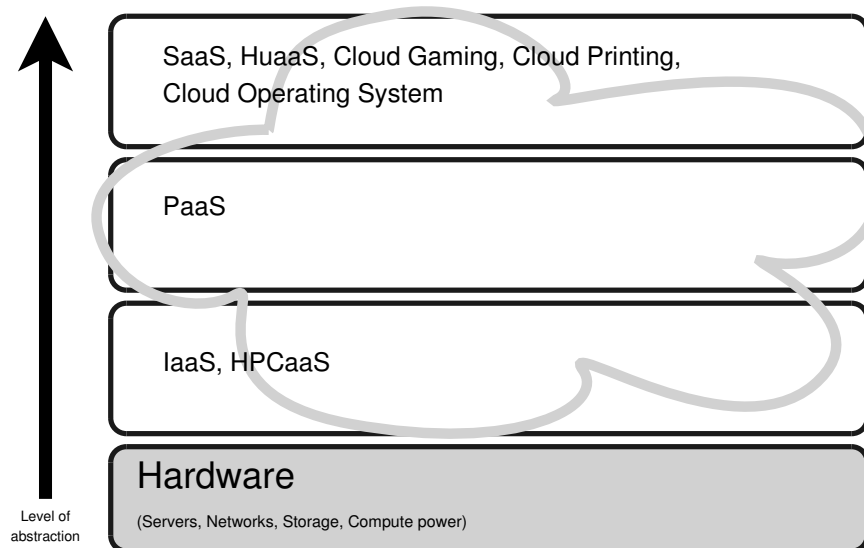 SaaS, HuaaS, Cloud Gaming, Cloud Printing,
Cloud Operating System
PaaS
IaaS, HPCaaS
Hardware
(Servers, Networks, Storage, Compute power)
Level of
abstraction